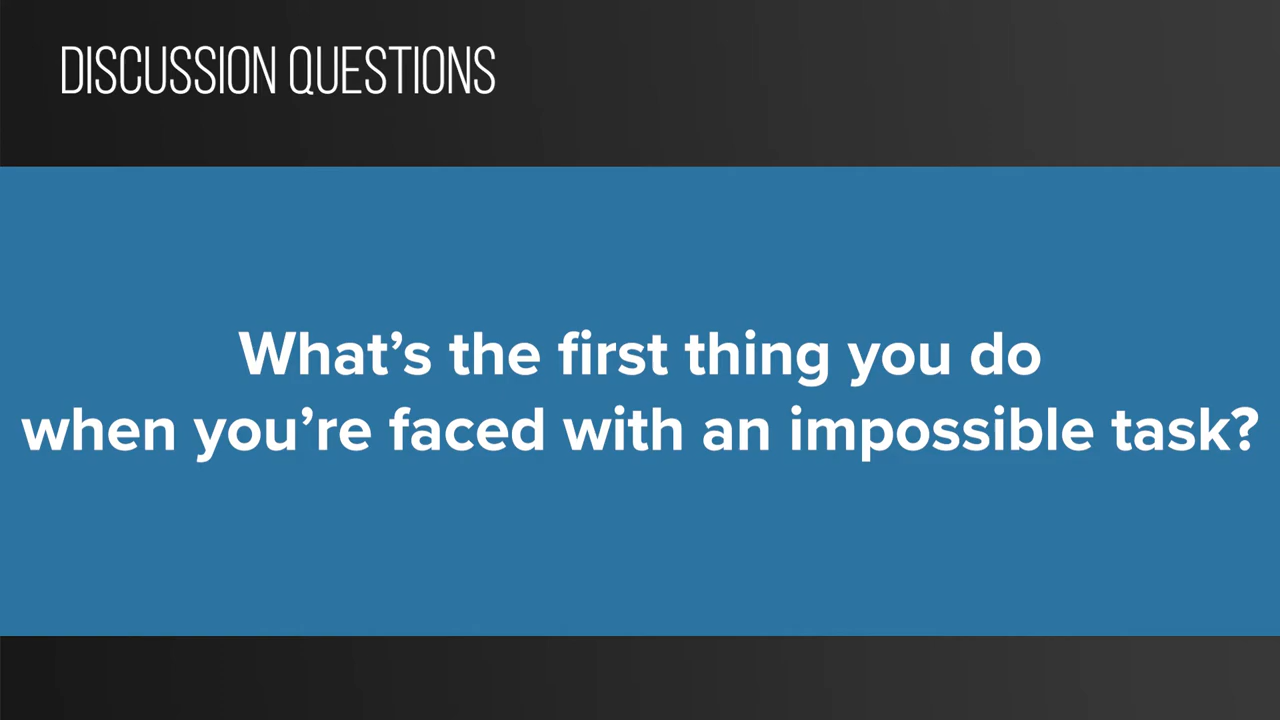 DISCUSSION QUESTIONS
What’s the first thing you do
when you’re faced with an impossible task?